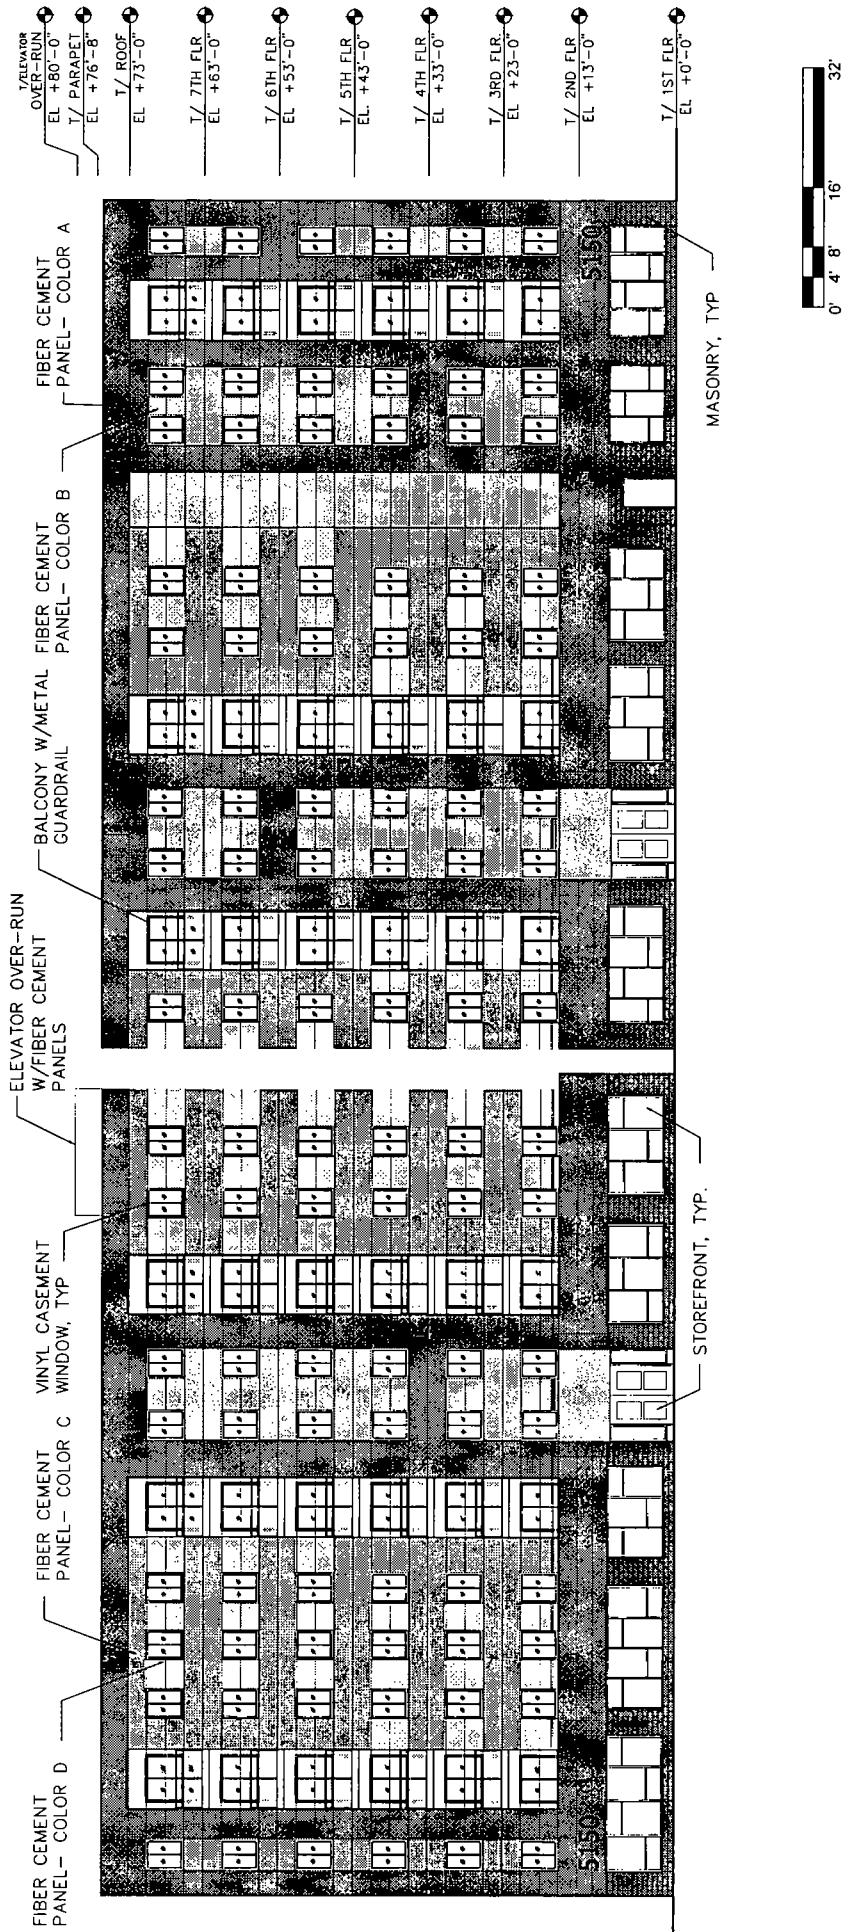 FIBER CEMENT
PANEL- COLOR D
FIBER CEMENT
PANEL- COLOR C
VINYL CASEMENT
WINDOW, TYP
ELEVATOR OVER-RUN
W/FIBER CEMENT
PANELS
BALCONY W/METAL
GUARDRAIL
FIBER CEMENT
PANEL- COLOR B
FIBER CEMENT
PANEL- COLOR A
T/ELEVATOR
OVER-RUN
EL +80'-0"
T/ PARAPET
EL +76'-8"
T/ ROOF
EL +73'-0"
T/ 7TH FLR
EL +63'-0"
T/ 6TH FLR
EL +53'-0"
T/ 5TH FLR
EL. +43'-0"
T/ 4TH FLR
EL +33'-0"
T/ 3RD FLR.
EL +23'-0"
T/ 2ND FLR
EL +13'-0"
T/ 1ST FLR
EL +0'-0"
5150
5150
STOREFRONT, TYP.
MASONRY, TYP
0' 4' 8' 16' 32'